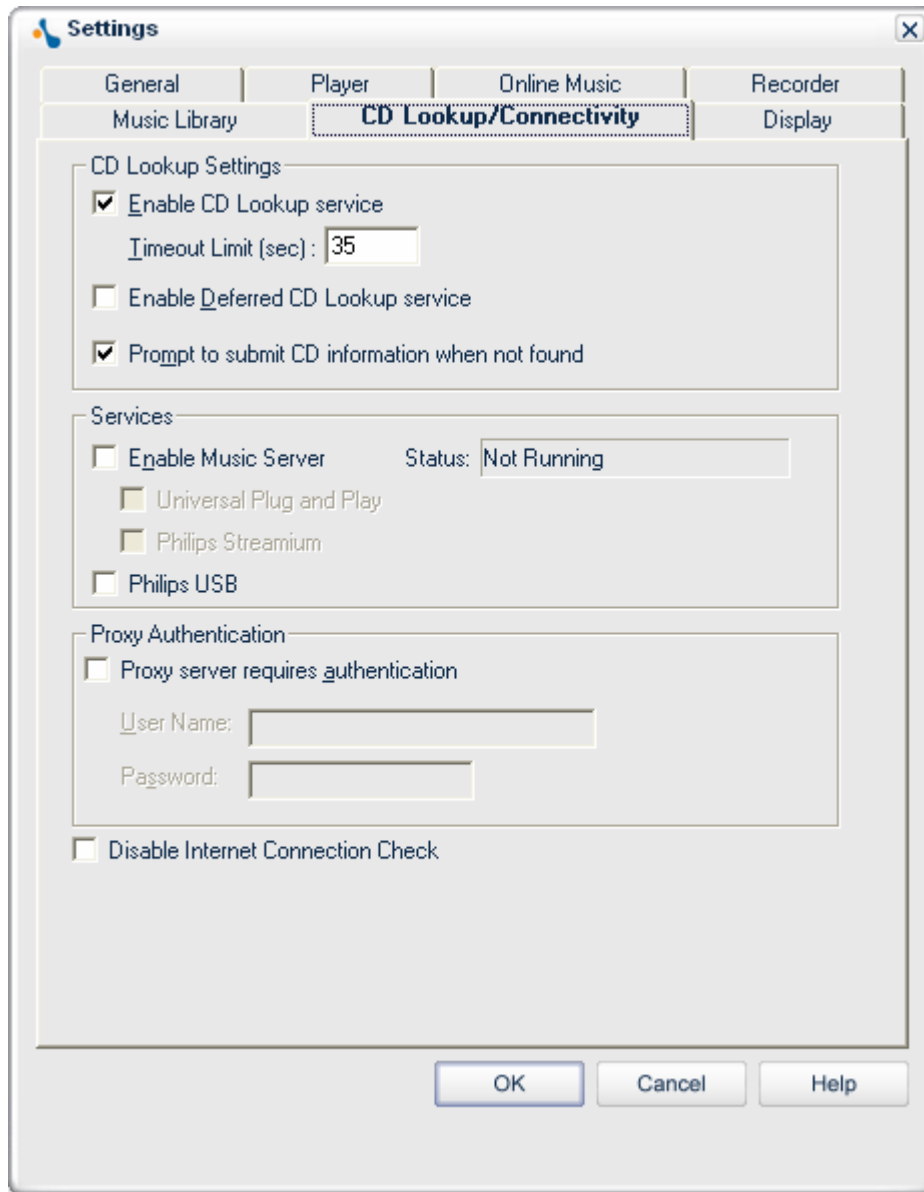 Settings
General Player Online Music Recorder
Music Library CD Lookup/Connectivity Display
CD Lookup Settings
Enable CD Lookup service
Timeout Limit (sec) : 35
Enable Deferred CD Lookup service
Prompt to submit CD information when not found
Services
Enable Music Server Status: Not Running
Universal Plug and Play
Philips Streamium
Philips USB
Proxy Authentication
Proxy server requires authentication
User Name:
Password:
Disable Internet Connection Check
OK Cancel Help